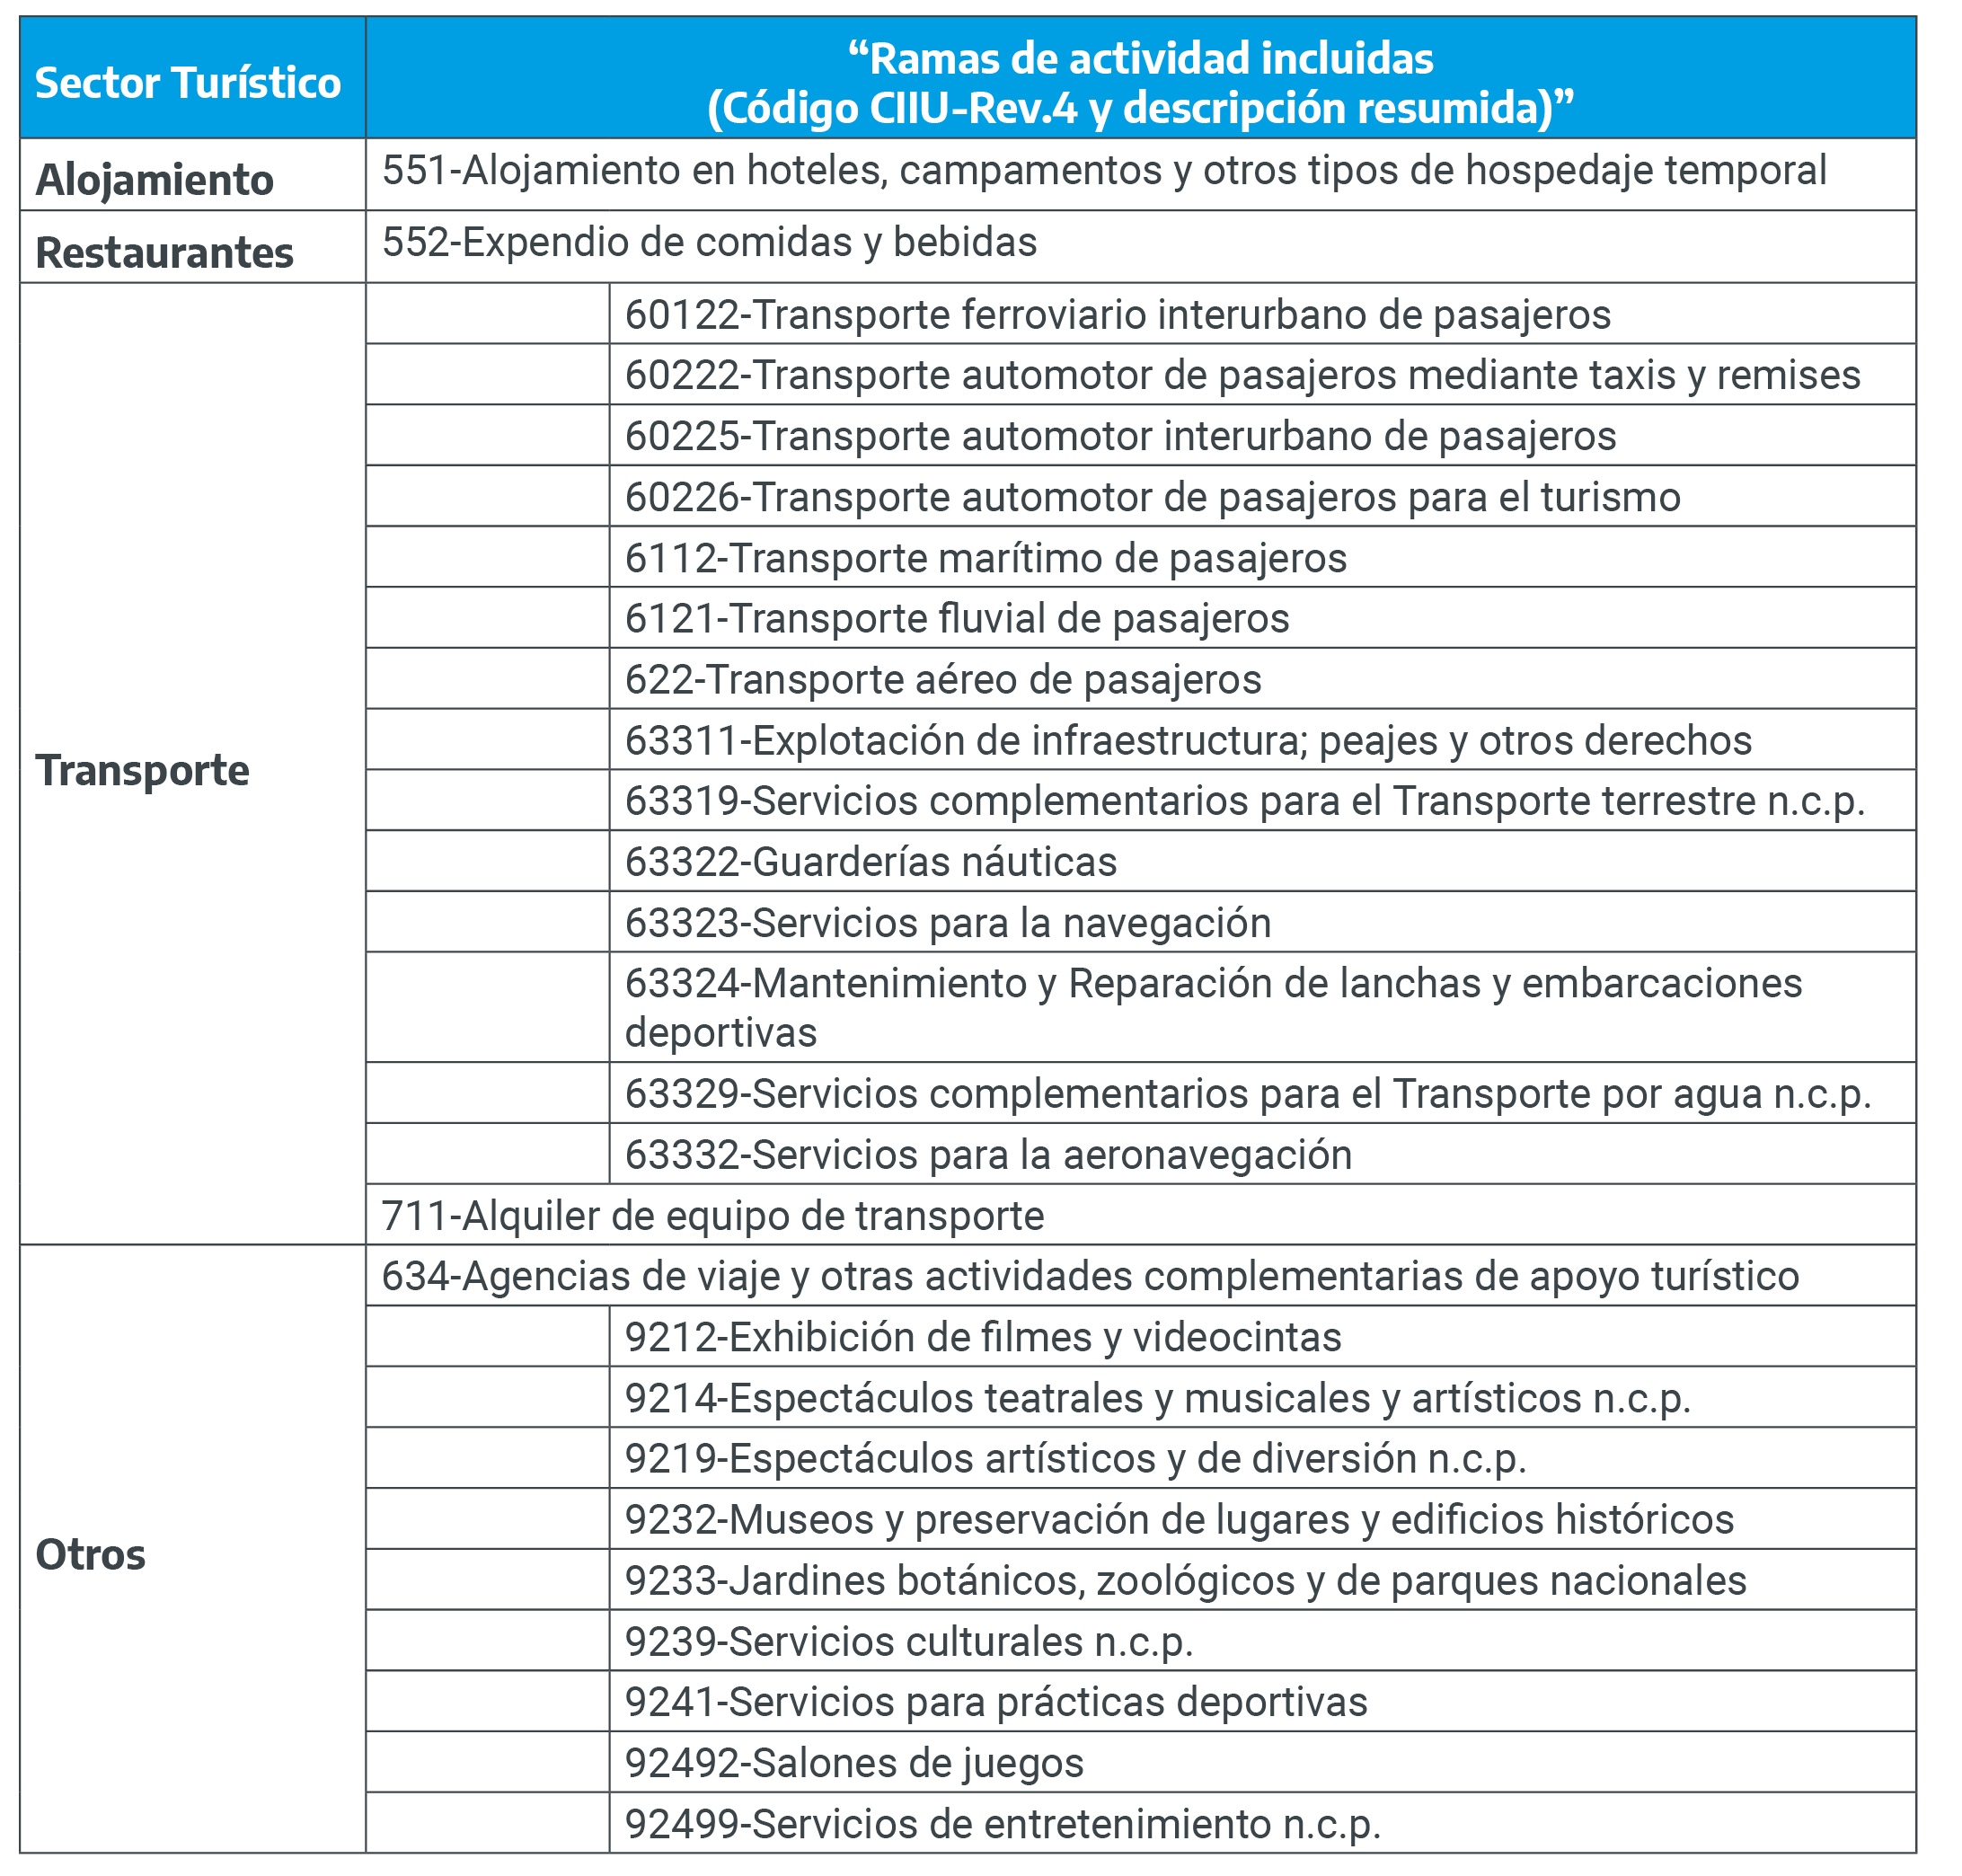 Sector Turístico
“Ramas de actividad incluidas
(Código CIIU-Rev.4 y descripción resumida)”
Alojamiento
551-Alojamiento en hoteles, campamentos y otros tipos de hospedaje temporal
Restaurantes
552-Expendio de comidas y bebidas
Transporte
60122-Transporte ferroviario interurbano de pasajeros
60222-Transporte automotor de pasajeros mediante taxis y remises
60225-Transporte automotor interurbano de pasajeros
60226-Transporte automotor de pasajeros para el turismo
6112-Transporte marítimo de pasajeros
6121-Transporte fluvial de pasajeros
622-Transporte aéreo de pasajeros
63311-Explotación de infraestructura; peajes y otros derechos
63319-Servicios complementarios para el Transporte terrestre n.c.p.
63322-Guarderías náuticas
63323-Servicios para la navegación
63324-Mantenimiento y Reparación de lanchas y embarcaciones
deportivas
63329-Servicios complementarios para el Transporte por agua n.c.p.
63332-Servicios para la aeronavegación
711-Alquiler de equipo de transporte
Otros
634-Agencias de viaje y otras actividades complementarias de apoyo turístico
9212-Exhibición de filmes y videocintas
9214-Espectáculos teatrales y musicales y artísticos n.c.p.
9219-Espectáculos artísticos y de diversión n.c.p.
9232-Museos y preservación de lugares y edificios históricos
9233-Jardines botánicos, zoológicos y de parques nacionales
9239-Servicios culturales n.c.p.
9241-Servicios para prácticas deportivas
92492-Salones de juegos
92499-Servicios de entretenimiento n.c.p.